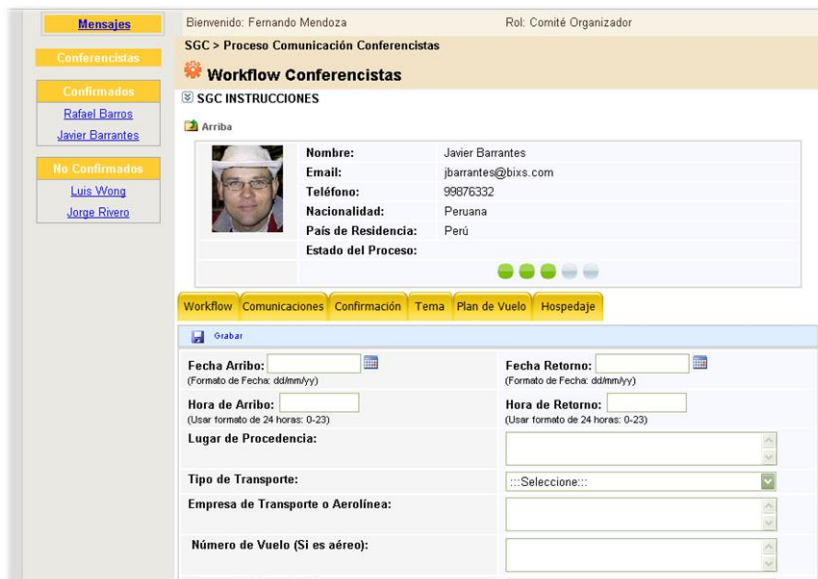 Mensajes
Bienvenido: Fernando Mendoza
Rol: Comité Organizador
Conferencistas
Confirmados
Rafael Barros
Javier Barrantes
No Confirmados
Luis Wong
Jorge Rivero
SGC > Proceso Comunicación Conferencistas
Workflow Conferencistas
SGC INSTRUCCIONES
Arriba
Nombre: Javier Barrantes
Email: jbarrantes@bixs.com
Teléfono: 99876332
Nacionalidad: Peruana
País de Residencia: Perú
Estado del Proceso:
Workflow Comunicaciones Confirmación Tema Plan de Vuelo Hospedaje
Grabar
Fecha Arribo: Fecha Retorno:
(Formato de Fecha: dd/mm/yy) (Formato de Fecha: dd/mm/yy)
Hora de Arribo: Hora de Retorno:
(Usar formato de 24 horas: 0-23) (Usar formato de 24 horas: 0-23)
Lugar de Procedencia:
Tipo de Transporte: :::Seleccione:::
Empresa de Transporte o Aerolínea:
Número de Vuelo (Si es aéreo):